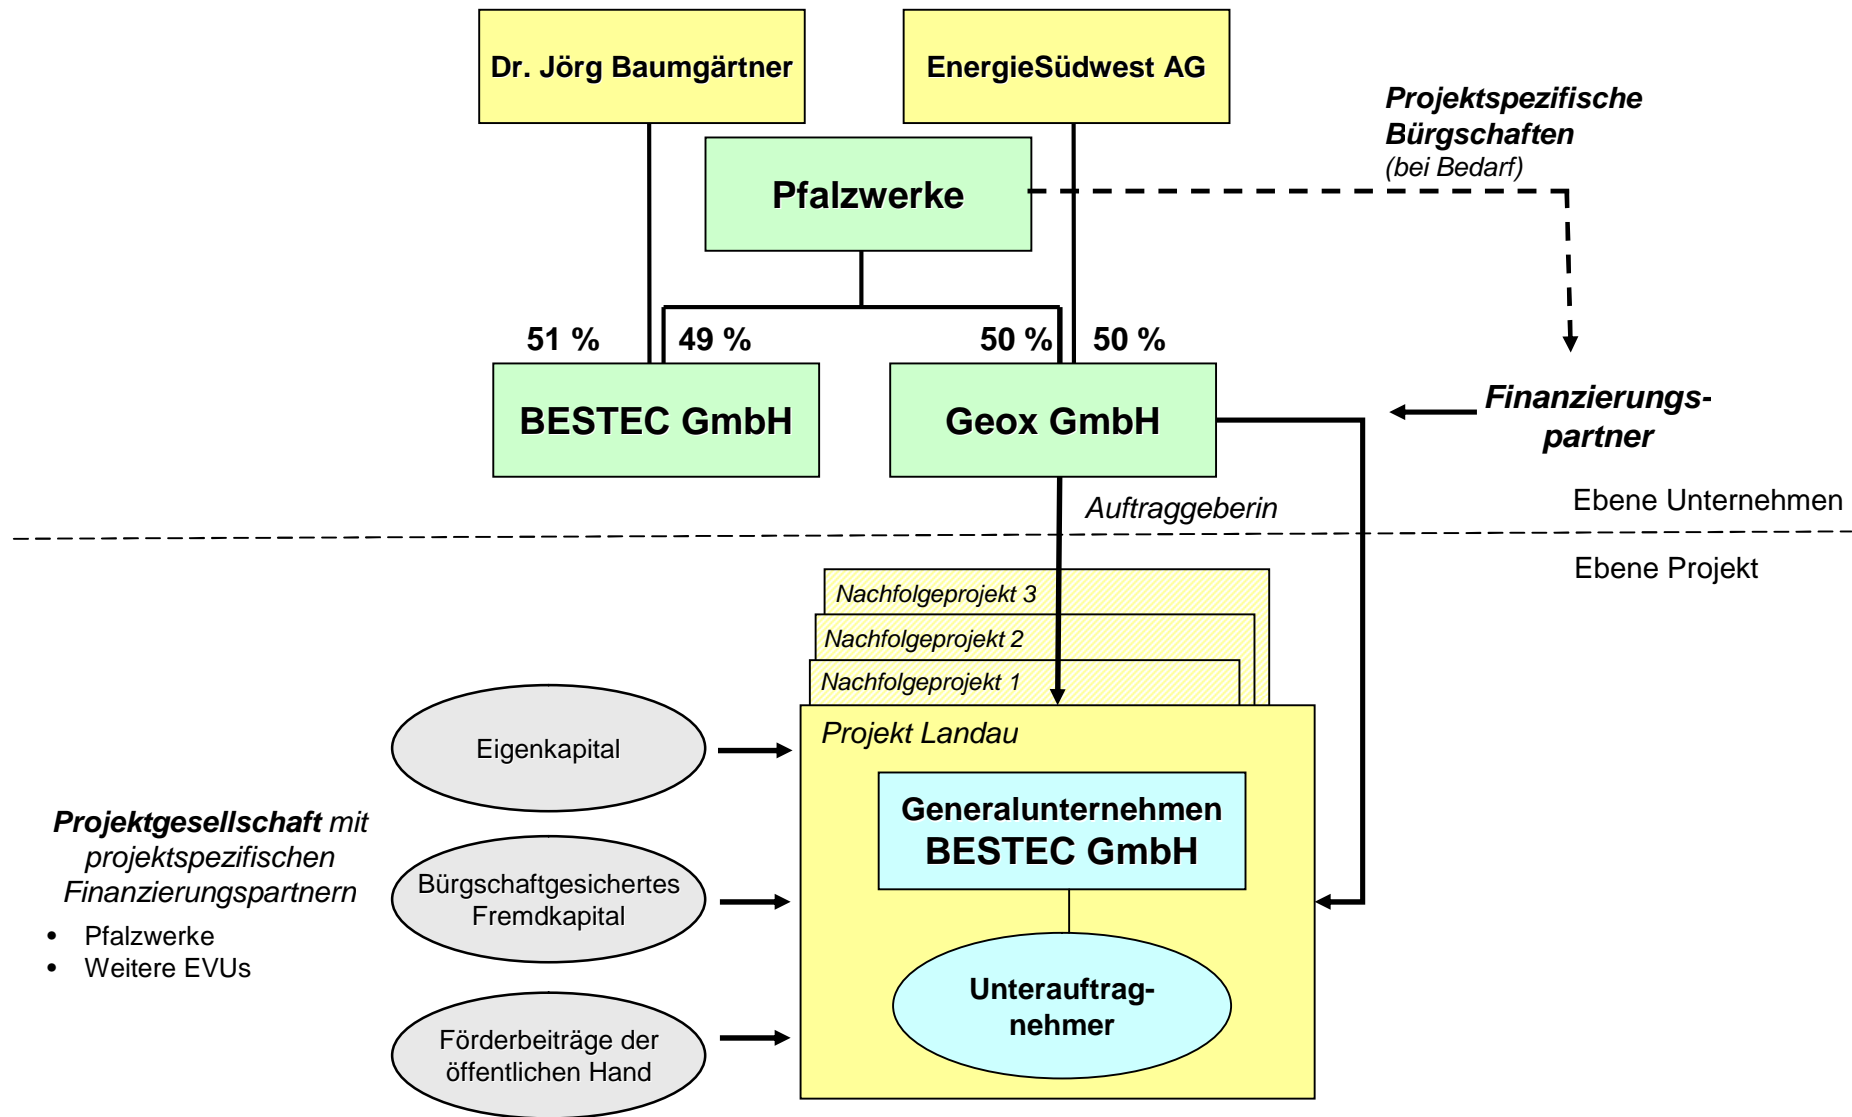 Dr. Jörg Baumgärtner
EnergieSüdwest AG
Projektspezifische
Bürgschaften
(bei Bedarf)
Pfalzwerke
51 %
49 %
50 %
50 %
BESTEC GmbH
Geox GmbH
Finanzierungs-
partner
Auftraggeberin
Ebene Unternehmen
Ebene Projekt
Nachfolgeprojekt 3
Nachfolgeprojekt 2
Nachfolgeprojekt 1
Projekt Landau
Eigenkapital
Generalunternehmen
BESTEC GmbH
Projektgesellschaft mit
projektspezifischen
Finanzierungspartnern
• Pfalzwerke
• Weitere EVUs
Bürgschaftgesichertes
Fremdkapital
Unterauftrag-
nehmer
Förderbeiträge der
öffentlichen Hand